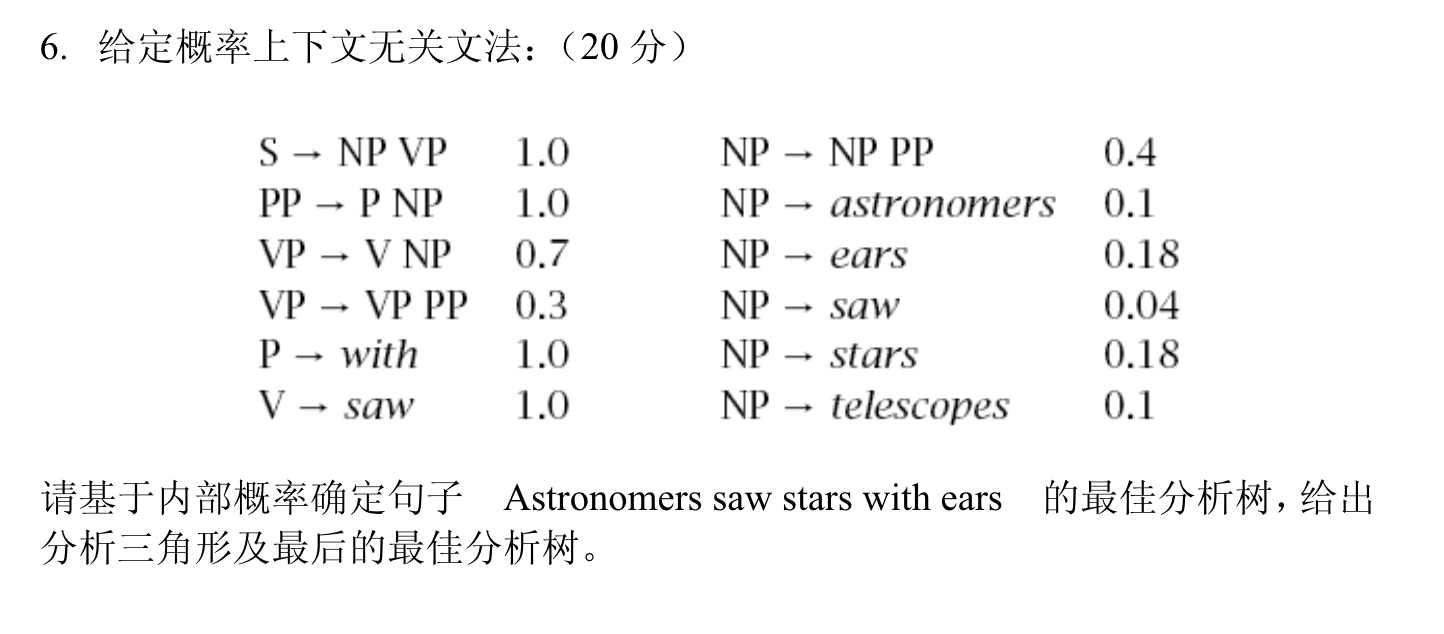 6. 给定概率上下文无关文法：（20 分）
S → NP VP 1.0 NP → NP PP 0.4
PP → P NP 1.0 NP → astronomers 0.1
VP → V NP 0.7 NP → ears 0.18
VP → VP PP 0.3 NP → saw 0.04
P → with 1.0 NP → stars 0.18
V → saw 1.0 NP → telescopes 0.1
请基于内部概率确定句子 Astronomers saw stars with ears 的最佳分析树，给出
分析三角形及最后的最佳分析树。